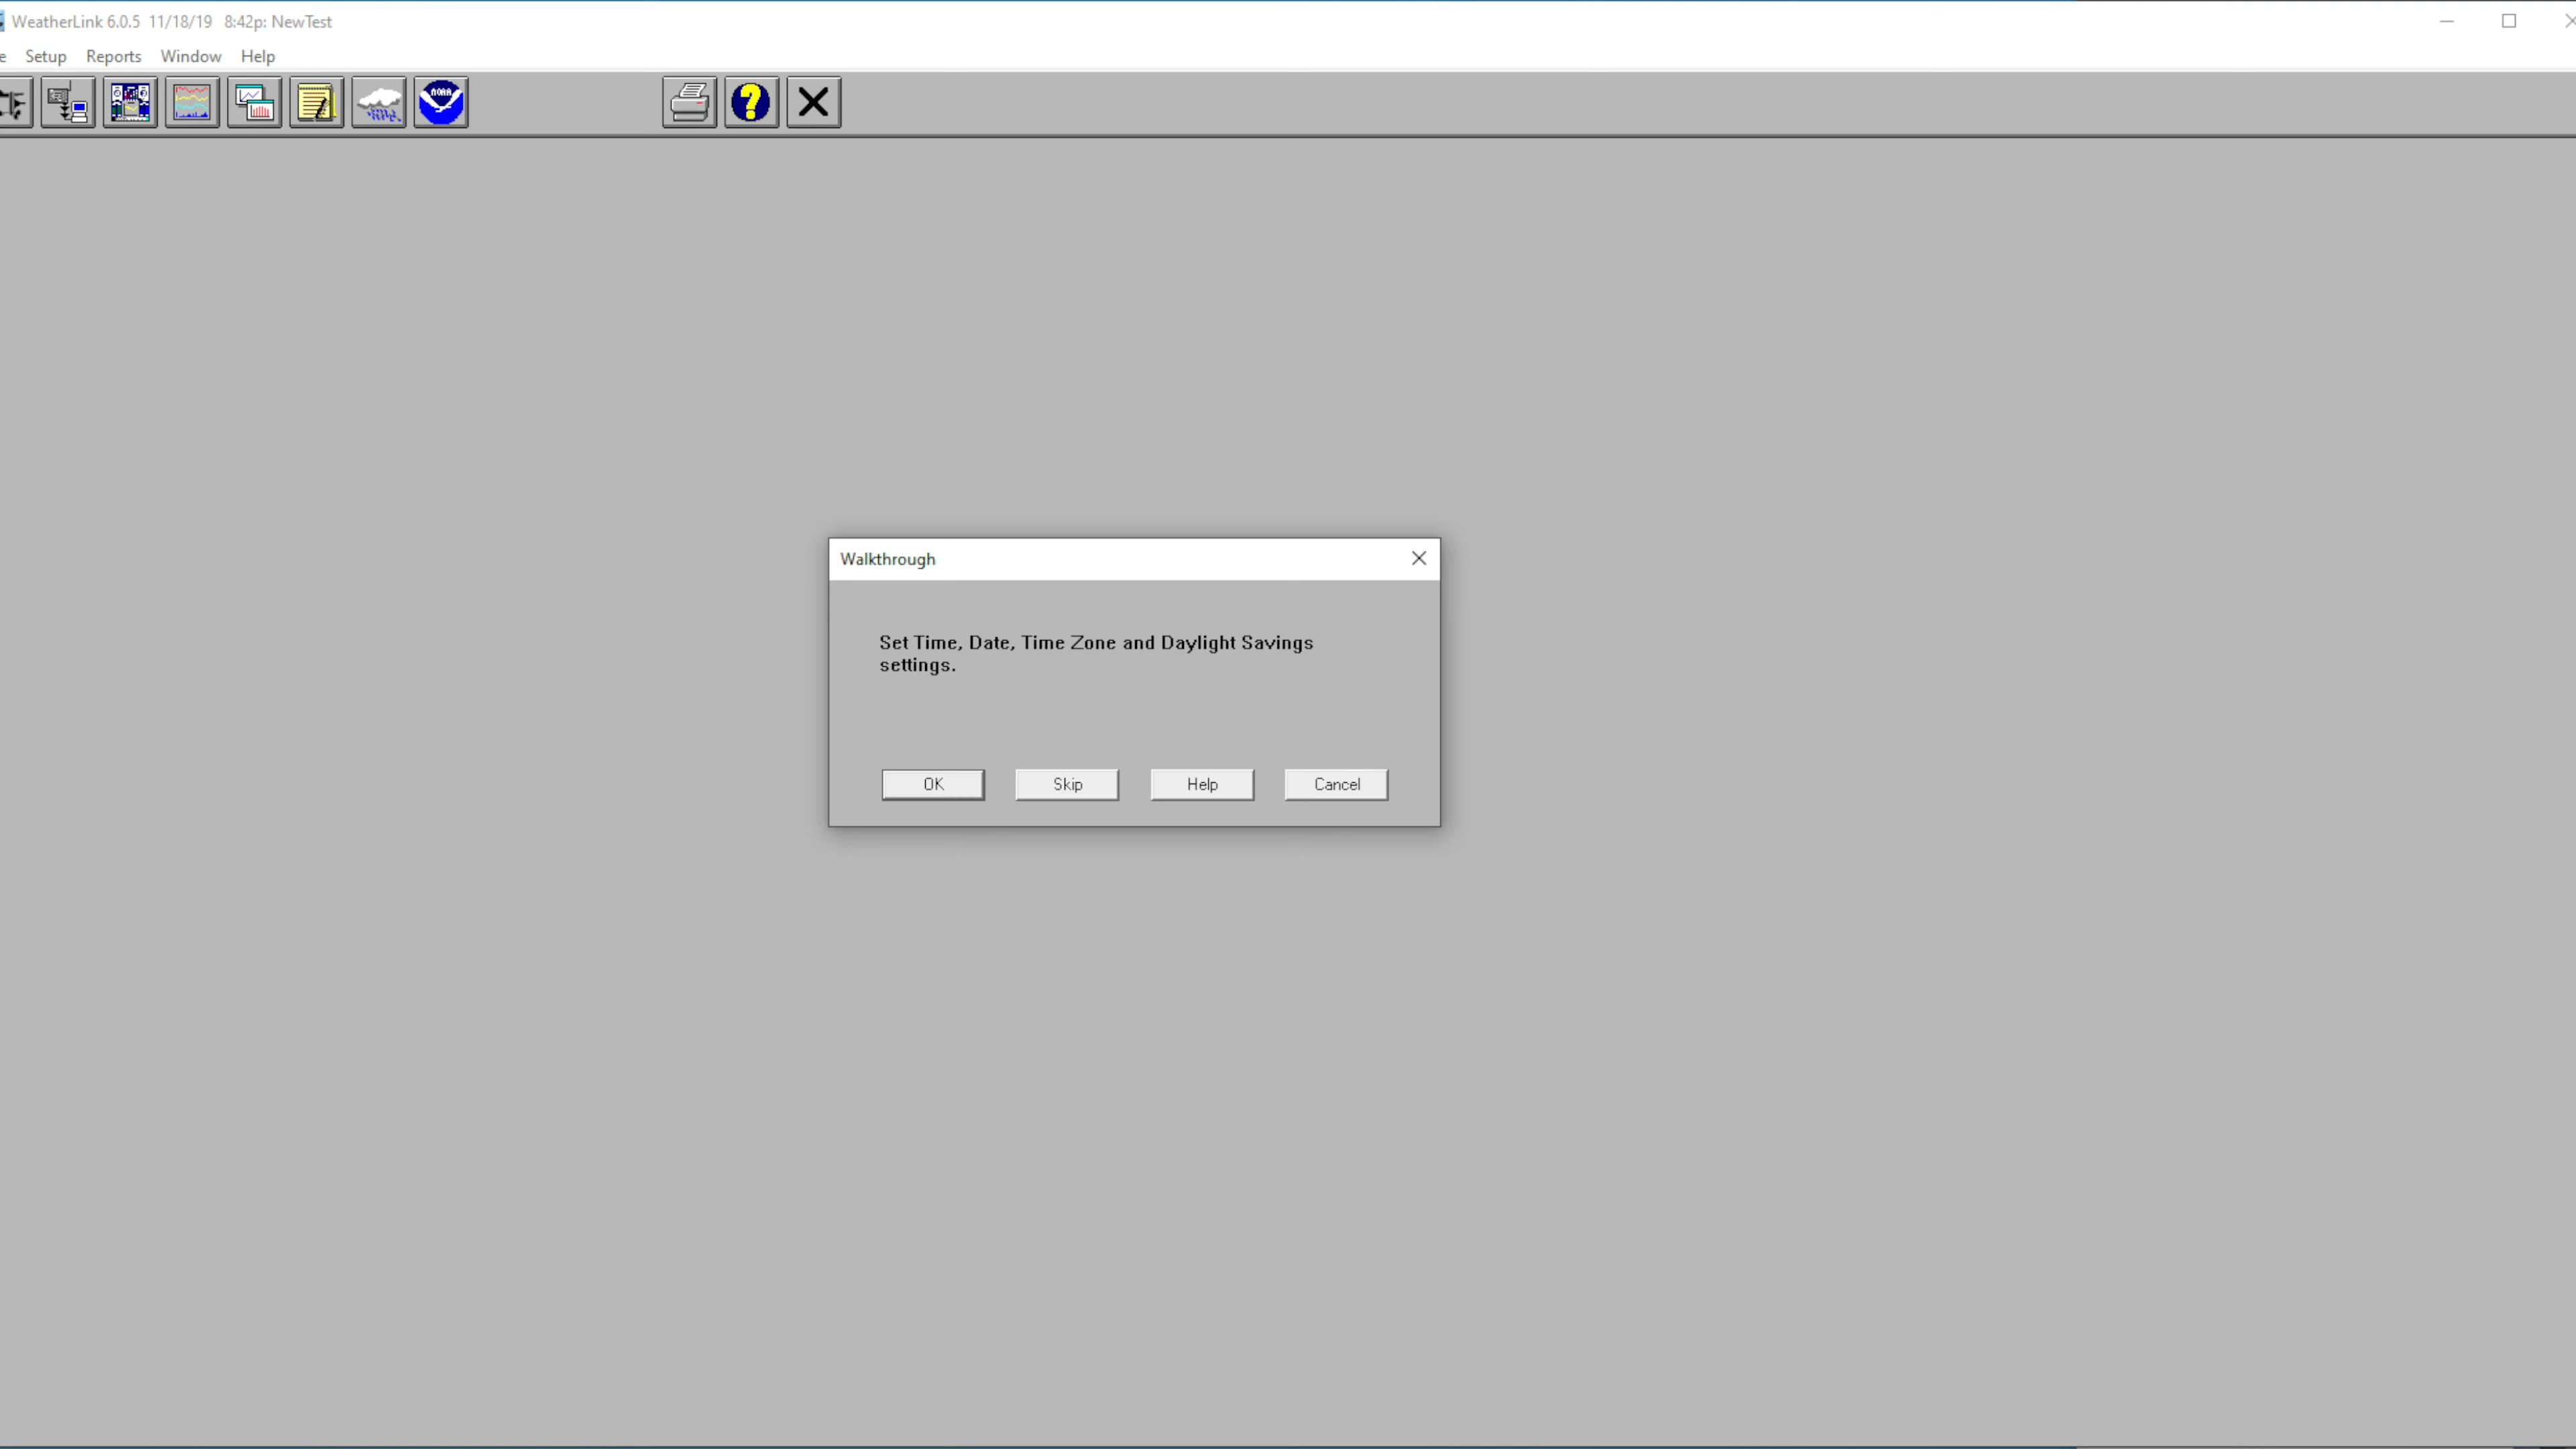 WeatherLink 6.0.5 11/18/19 8:42p: NewTest
e Setup Reports Window Help
NOAA
Walkthrough
Set Time, Date, Time Zone and Daylight Savings
settings.
OK Skip Help Cancel